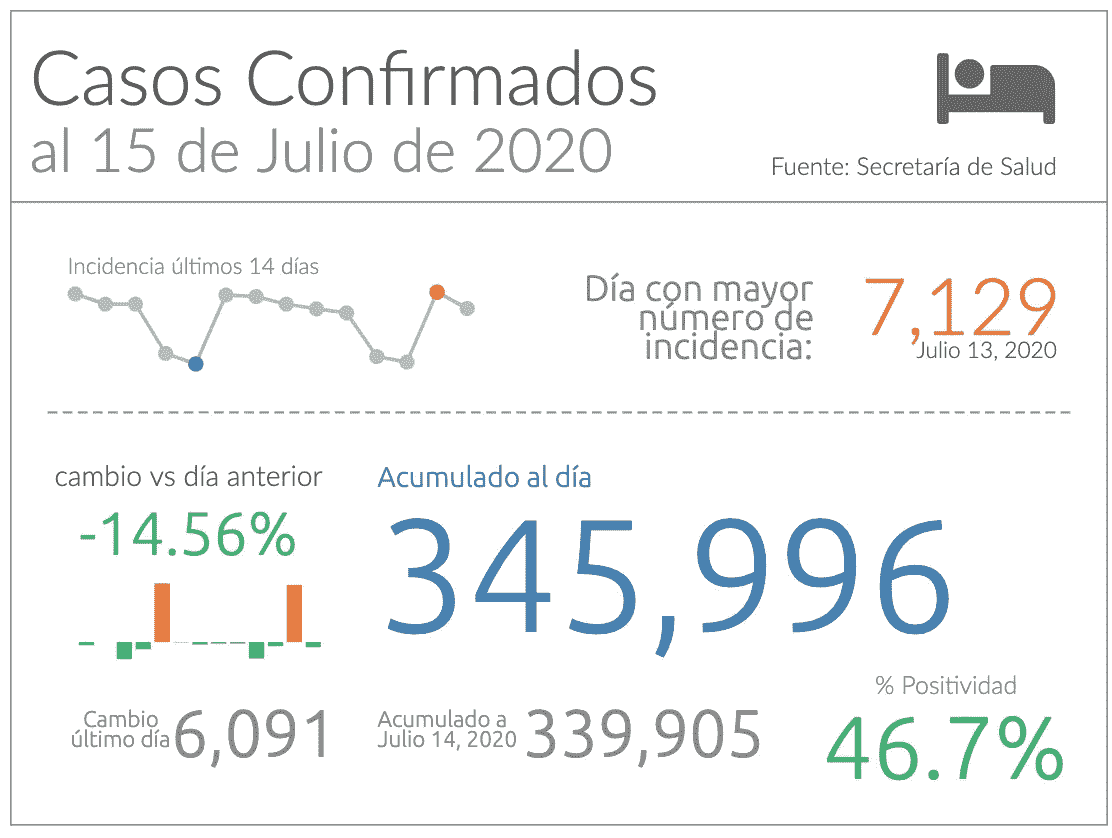 Casos Confirmados
al 15 de Julio de 2020
Fuente: Secretaría de Salud
Incidencia últimos 14 días
Día con mayor
número de
incidencia:
7,129
Julio 13, 2020
cambio vs día anterior
-14.56%
Acumulado al día
345,996
Cambio
último día
6,091
Acumulado a
Julio 14, 2020
339,905
% Positividad
46.7%